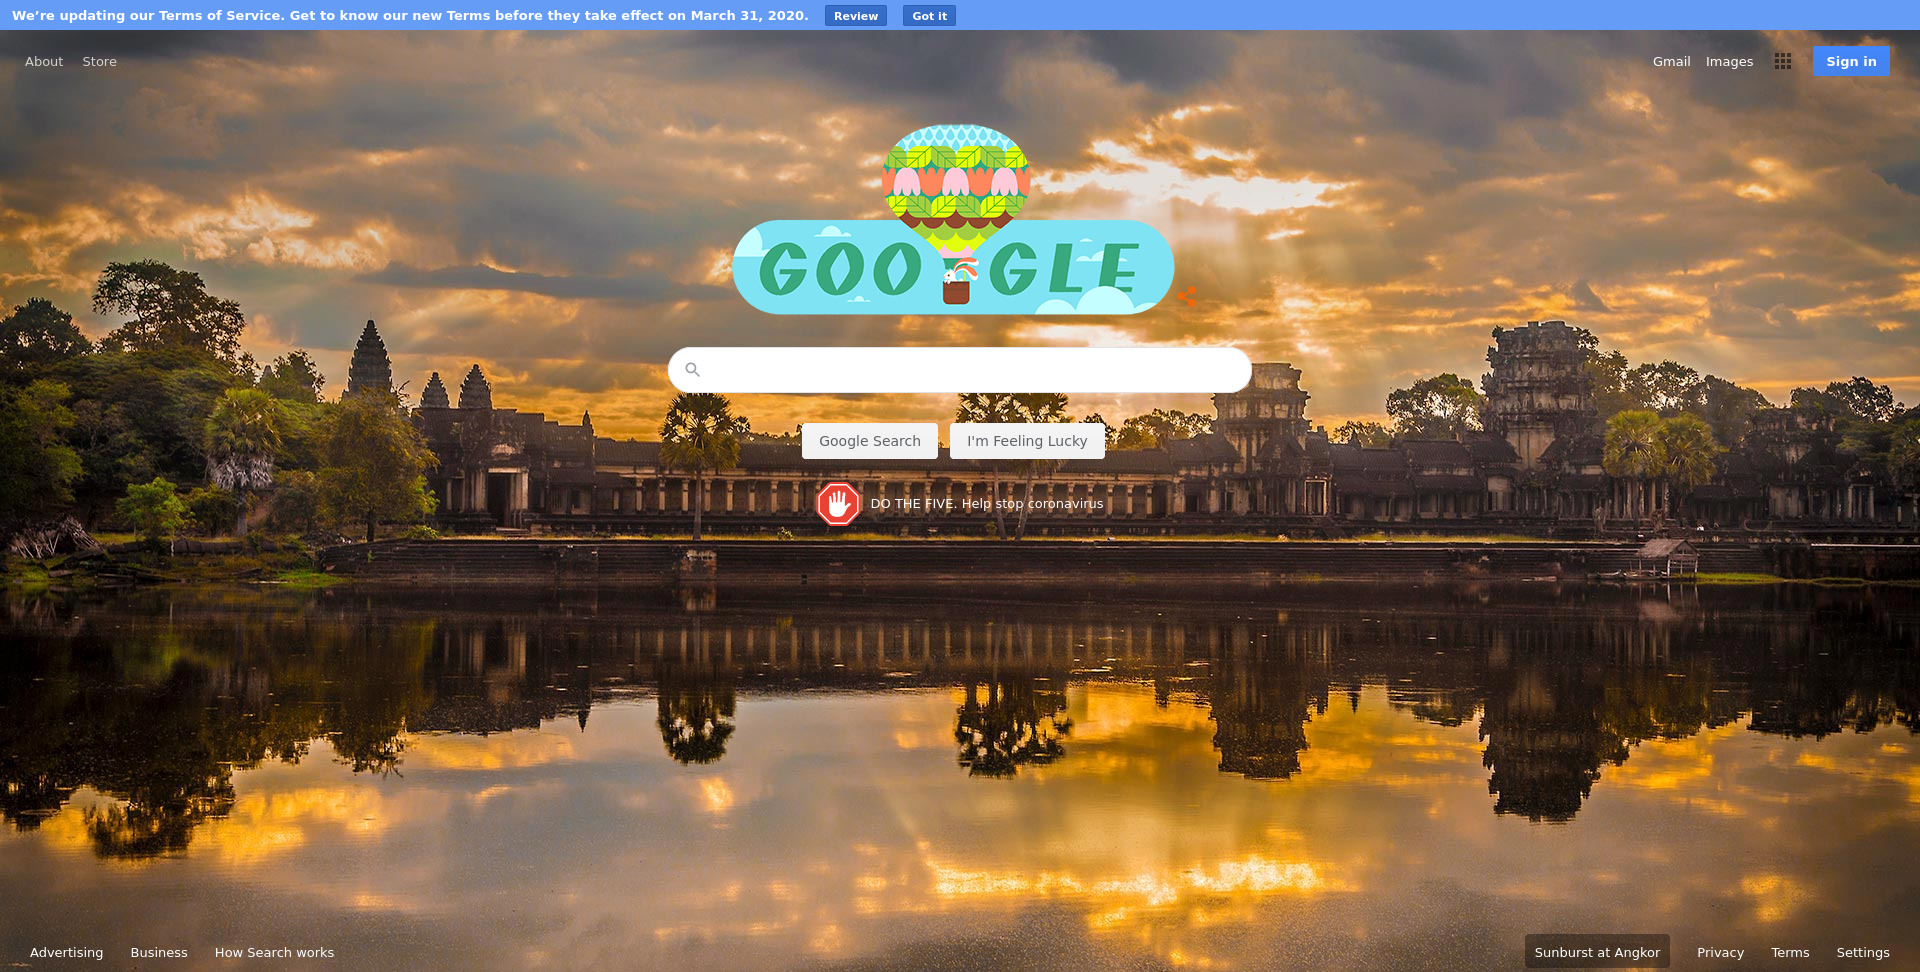 We’re updating our Terms of Service. Get to know our new Terms before they take effect on March 31, 2020. Review Got it
About Store Gmail Images Sign in
GOOGLE
Google Search I'm Feeling Lucky
DO THE FIVE. Help stop coronavirus
Advertising Business How Search works Sunburst at Angkor Privacy Terms Settings